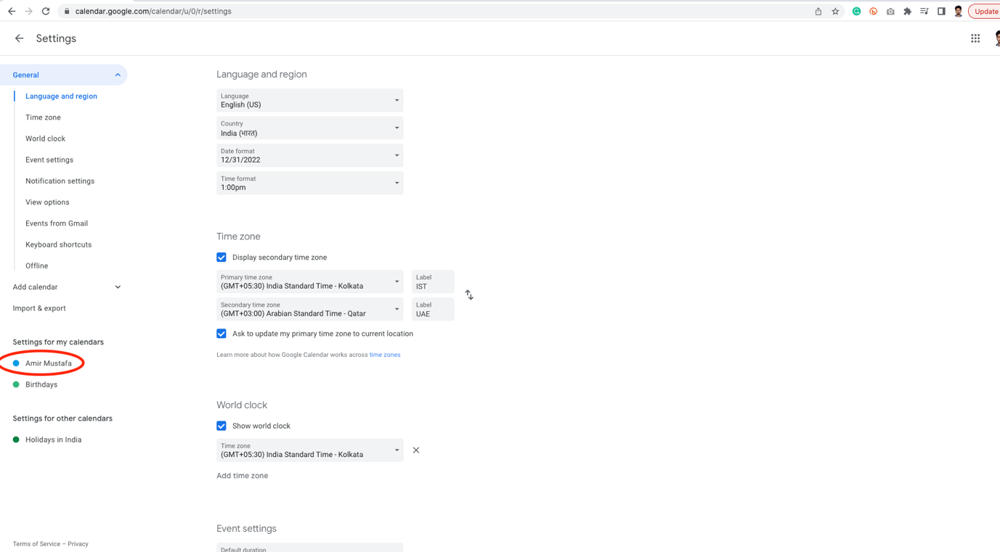 calendar.google.com/calendar/u/0/r/settings
Update
Settings
General
Language and region
Time zone
World clock
Event settings
Notification settings
View options
Events from Gmail
Keyboard shortcuts
Offline
Add calendar
Import & export
Settings for my calendars
Amir Mustafa
Birthdays
Settings for other calendars
Holidays in India
Terms of Service – Privacy
Language and region
Language
English (US)
Country
India (भारत)
Date format
12/31/2022
Time format
1:00pm
Time zone
Display secondary time zone
Primary time zone
(GMT+05:30) India Standard Time - Kolkata
Label
IST
Secondary time zone
(GMT+03:00) Arabian Standard Time - Qatar
Label
UAE
Ask to update my primary time zone to current location
Learn more about how Google Calendar works across time zones
World clock
Show world clock
Time zone
(GMT+05:30) India Standard Time - Kolkata
Add time zone
Event settings
Default duration